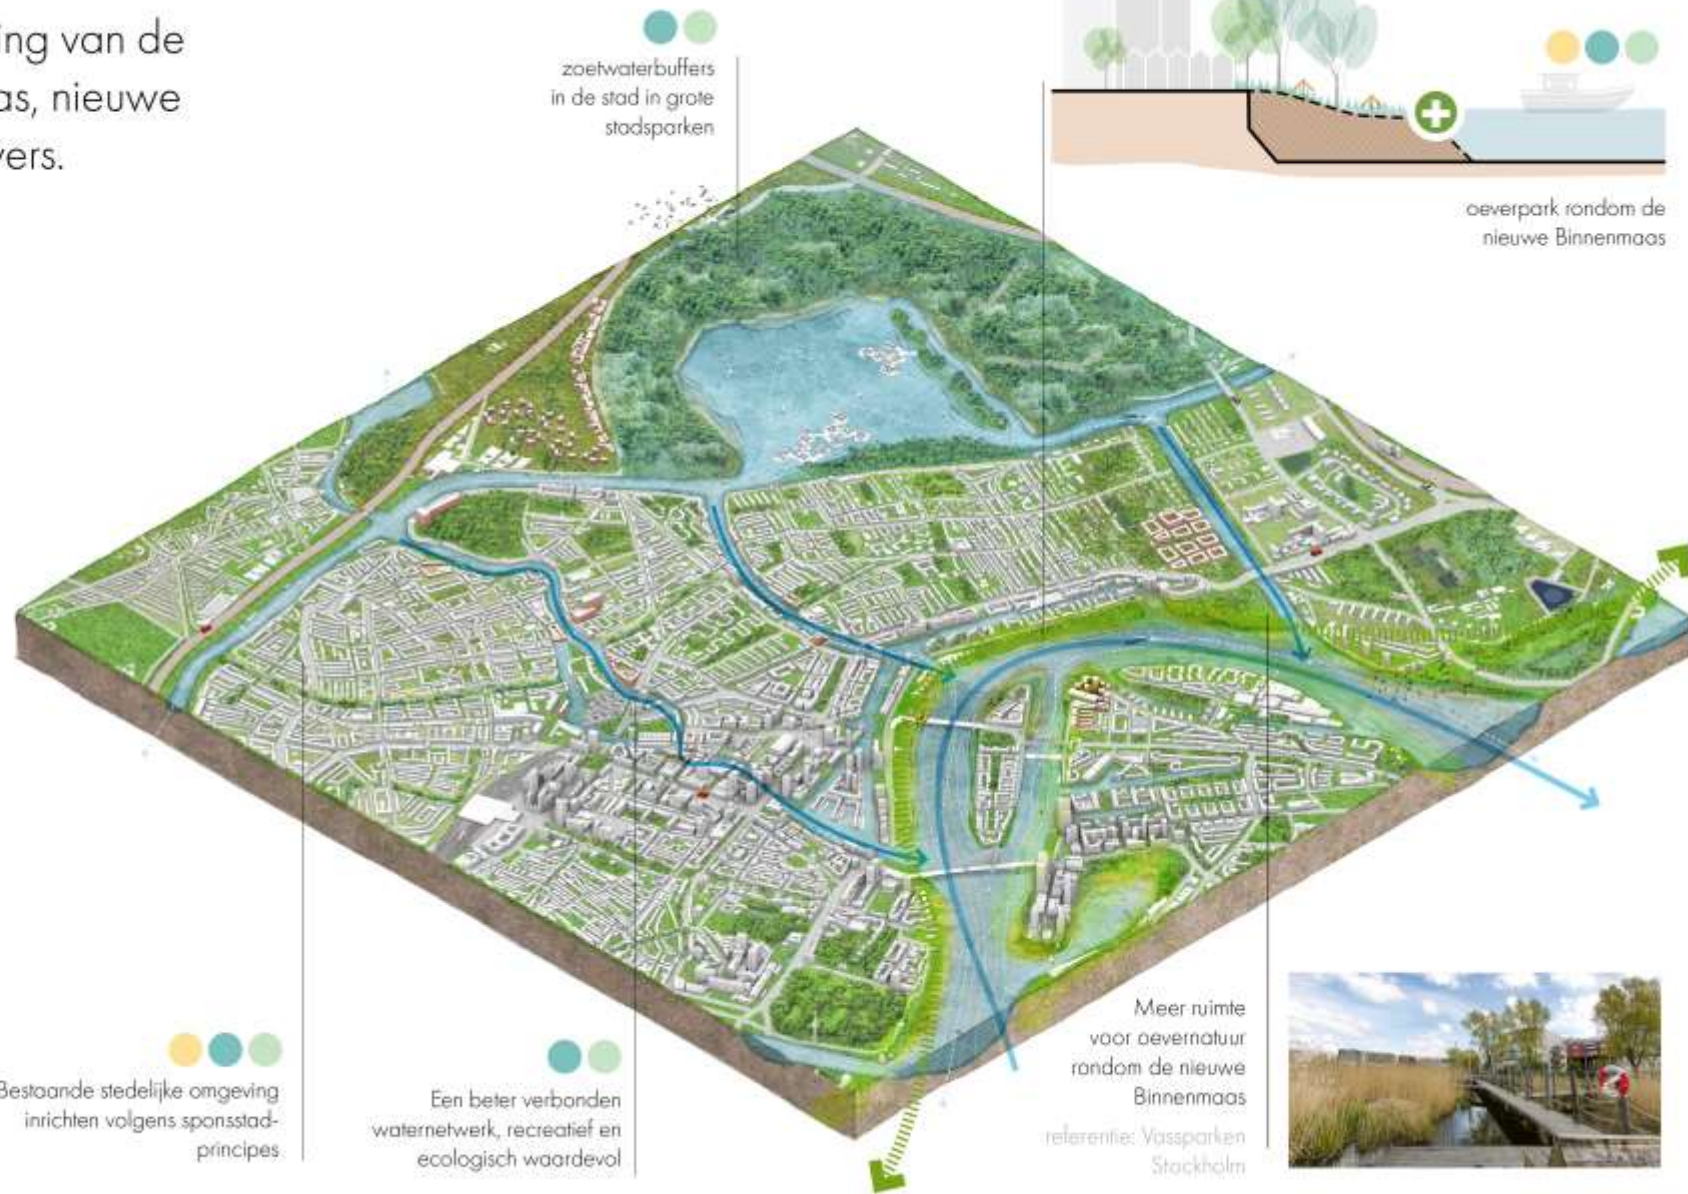 ing van de
as, nieuwe
vers.
zoetwaterbuffers
in de stad in grote
stadsparken
oeverpark rondom de
nieuwe Binnenmaas
Bestaande stedelijke omgeving
inrichten volgens sponsstad-
principes
Een beter verbonden
waternetwerk, recreatief en
ecologisch waardevol
Meer ruimte
voor oevernatuur
rondom de nieuwe
Binnenmaas
referentie: Vassparken
Stockholm